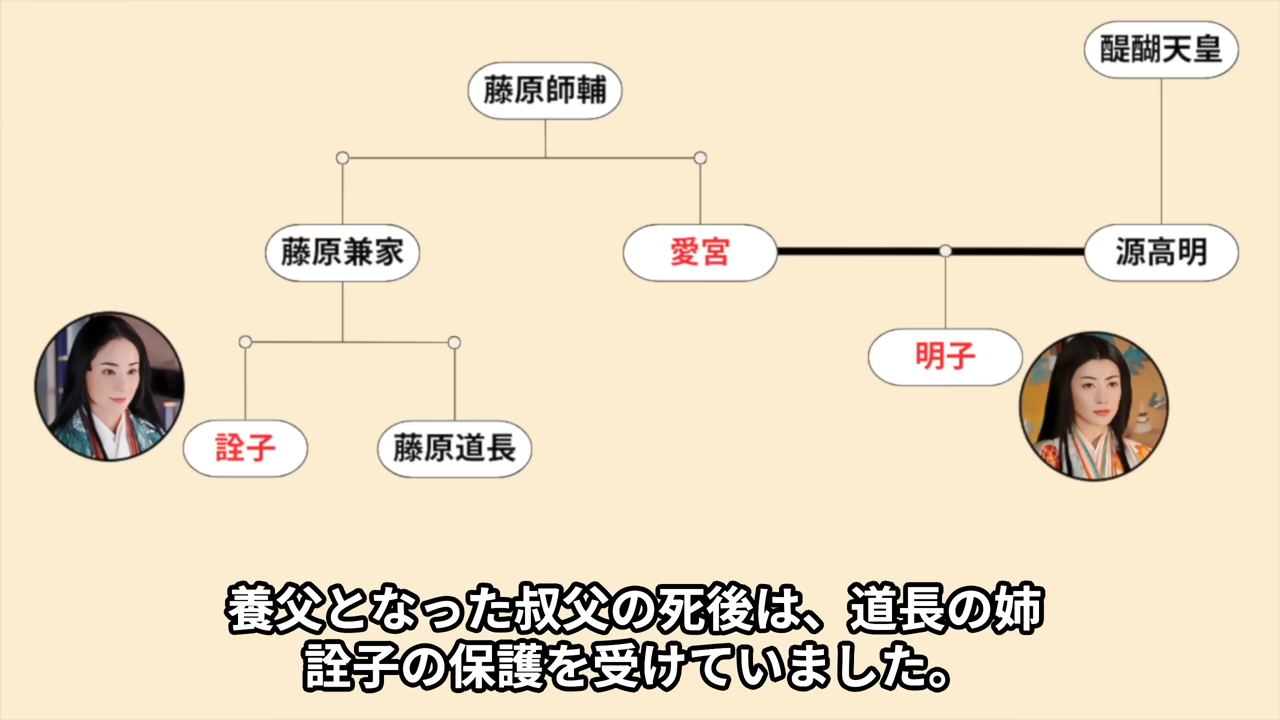 醍醐天皇
藤原師輔
藤原兼家
愛宮
源高明
明子
詮子
藤原道長
養父となった叔父の死後は、道長の姉
詮子の保護を受けていました。